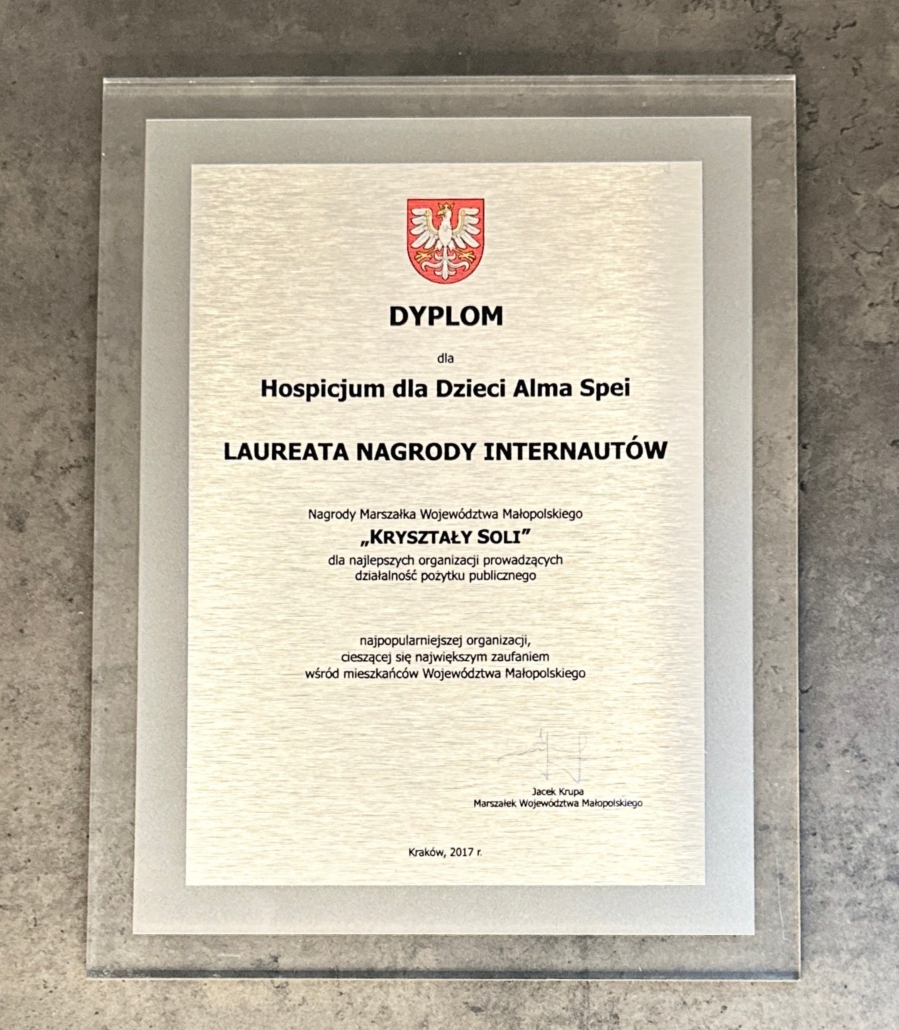 DYPLOM
dla
Hospicjum dla Dzieci Alma Spei
LAUREATA NAGRODY INTERNAUTÓW
Nagrody Marszałka Województwa Małopolskiego
„KRYSZTAŁY SOLI”
dla najlepszych organizacji prowadzących
działalność pożytku publicznego
najpopularniejszej organizacji,
cieszącej się największym zaufaniem
wśród mieszkańców Województwa Małopolskiego
Jacek Krupa
Marszałek Województwa Małopolskiego
Kraków, 2017 r.